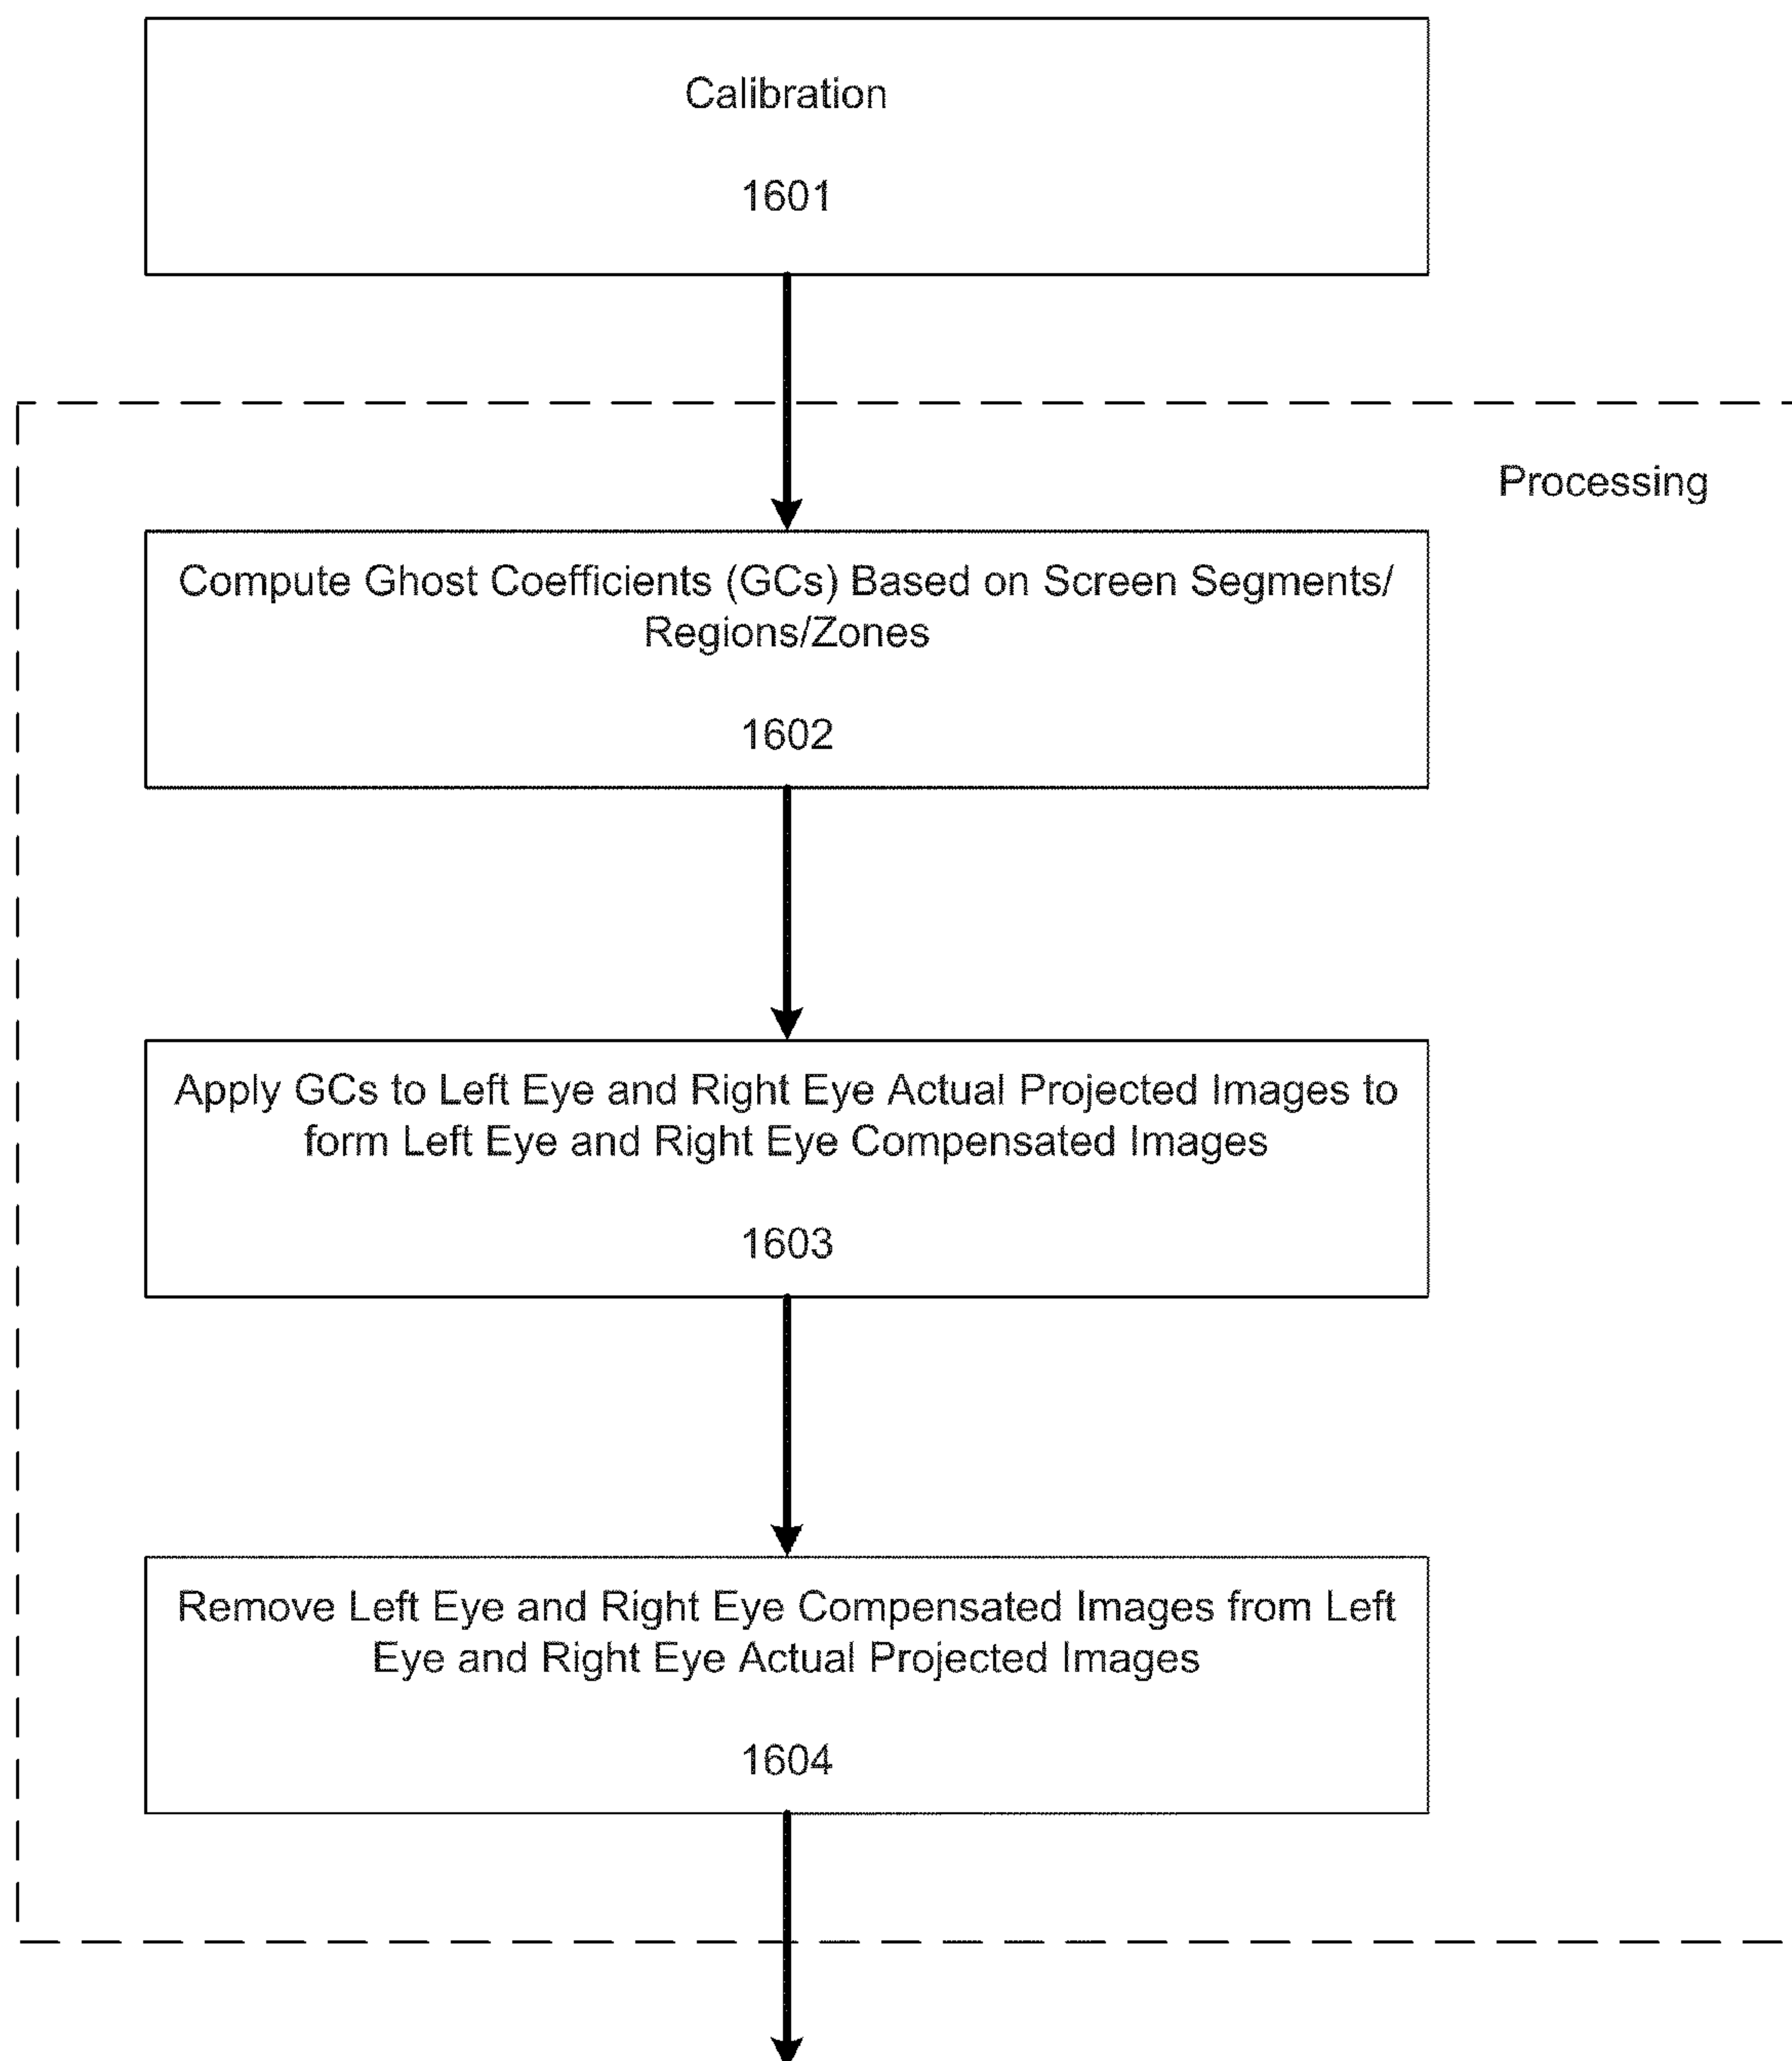 Calibration
1601
Processing
Compute Ghost Coefficients (GCs) Based on Screen Segments/
Regions/Zones
1602
Apply GCs to Left Eye and Right Eye Actual Projected Images to
form Left Eye and Right Eye Compensated Images
1603
Remove Left Eye and Right Eye Compensated Images from Left
Eye and Right Eye Actual Projected Images
1604